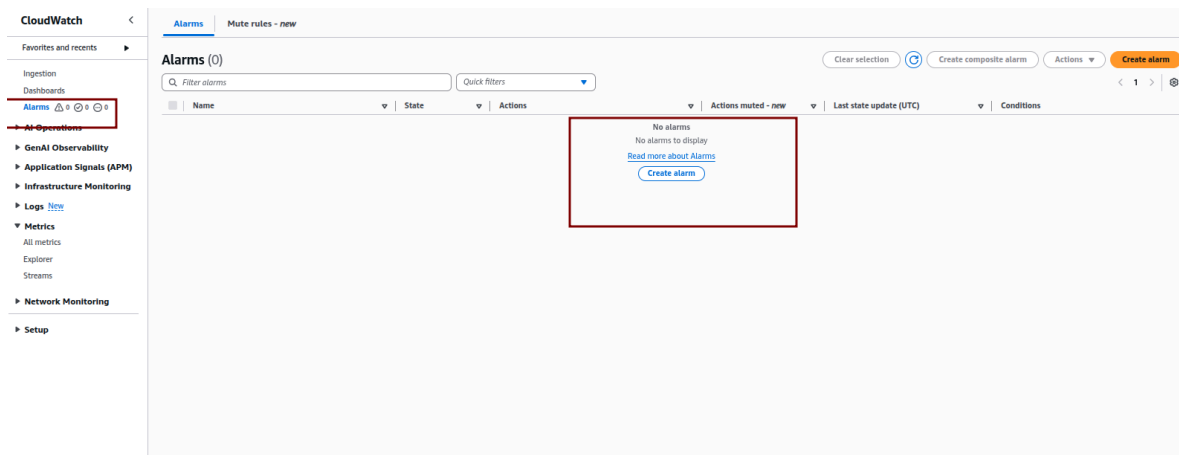 CloudWatch
Favorites and recents
Ingestion
Dashboards
Alarms 0 0 0
AI Operations
GenAI Observability
Application Signals (APM)
Infrastructure Monitoring
Logs New
Metrics
All metrics
Explorer
Streams
Network Monitoring
Setup
Alarms Mute rules - new
Alarms (0)
Clear selection Create composite alarm Actions Create alarm
Filter alarms Quick filters 1
Name State Actions Actions muted - new Last state update (UTC) Conditions
No alarms
No alarms to display
Read more about Alarms
Create alarm